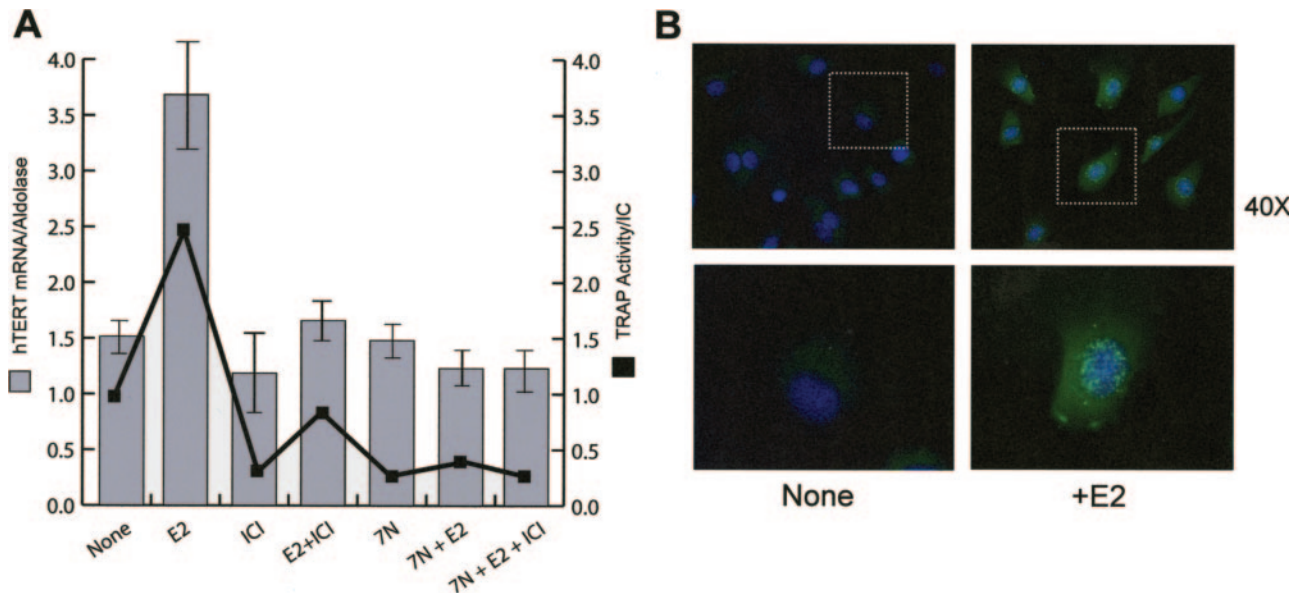 A
4.0
3.5
3.0
2.5
2.0
1.5
1.0
0.5
0.0
hTERT mRNA/Aldolase
4.0
3.5
3.0
2.5
2.0
1.5
1.0
0.5
0.0
TRAP Activity/IC
None
E2
ICI
E2+ICI
7N
7N + E2
7N + E2 + ICI
B
40X
None
+E2